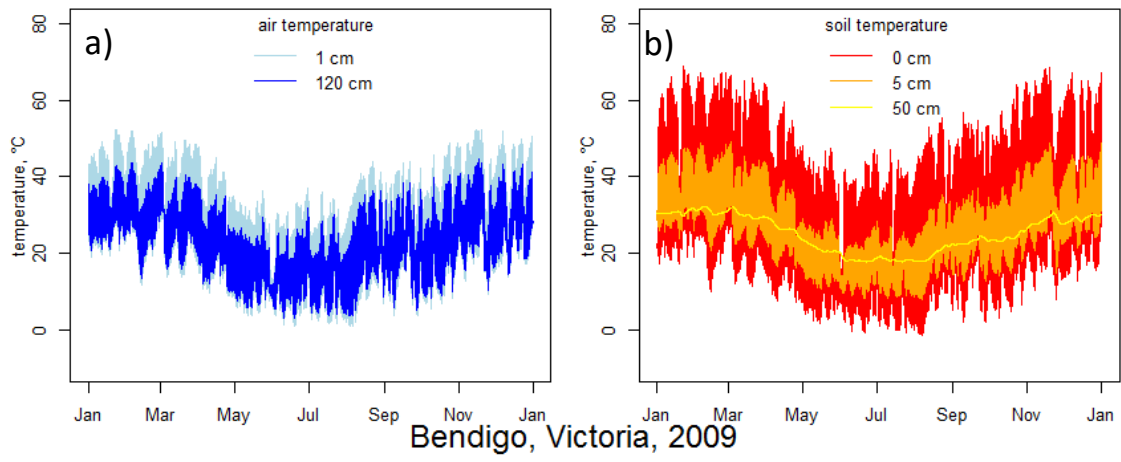 a)
air temperature
1 cm
120 cm
temperature, °C
80
60
40
20
0
Jan Mar May Jul Sep Nov Jan
b)
soil temperature
0 cm
5 cm
50 cm
temperature, °C
80
60
40
20
0
Jan Mar May Jul Sep Nov Jan
Bendigo, Victoria, 2009